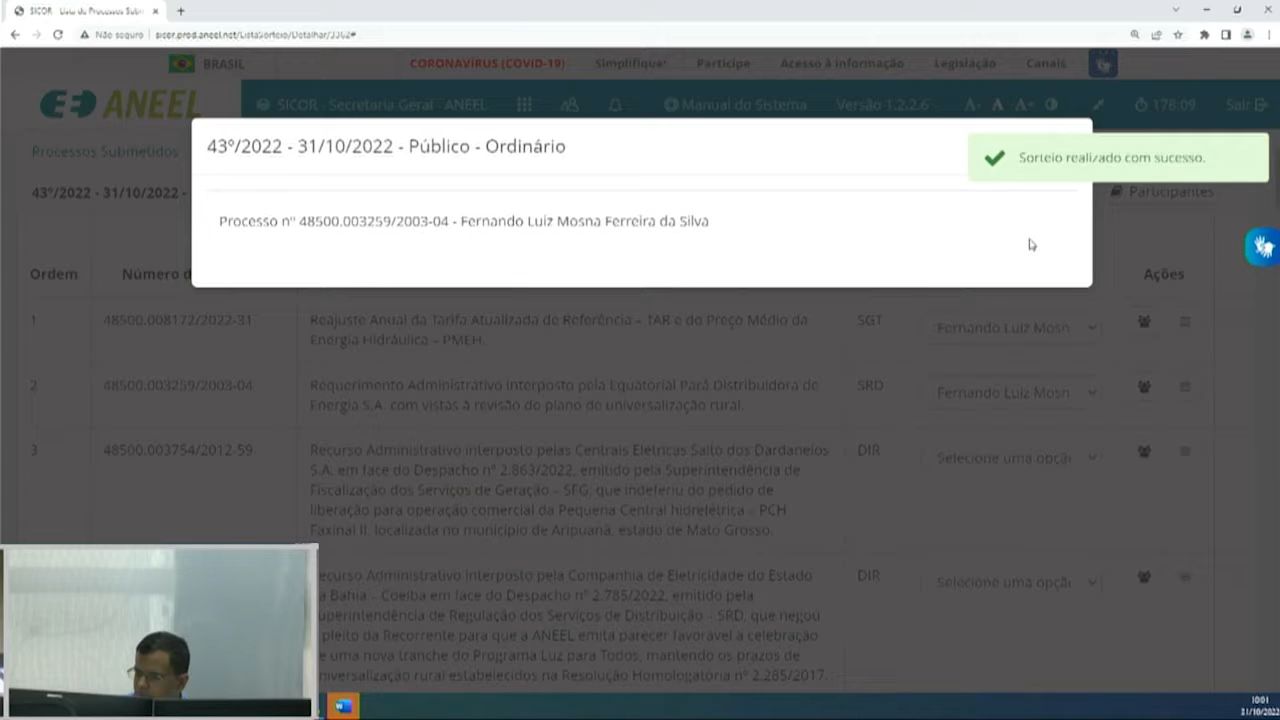 SICOR - Lista de Processos Subm
Não seguro | sicor.prod.aneel.net/ListaSorteio/Detalhar/3362#
BRASIL
CORONAVÍRUS (COVID-19)
Simplifique!
Participe
Acesso à informação
Legislação
Canais
ANEEL
SICOR - Secretaria Geral - ANEEL
Manual do Sistema
Versão 1.2.2.6
A-
A
A+
178:09
Sair
Processos Submetidos
43º/2022 - 31/10/2022 - Público - Ordinário
Sorteio realizado com sucesso.
43º/2022 - 31/10/2022 -
Participantes
Processo nº 48500.003259/2003-04 - Fernando Luiz Mosna Ferreira da Silva
Ordem
Número d
Ações
1
48500.008172/2022-31
Reajuste Anual da Tarifa Atualizada de Referência – TAR e do Preço Médio da
Energia Hidráulica – PMEH.
SGT
Fernando Luiz Mosn
2
48500.003259/2003-04
Requerimento Administrativo interposto pela Equatorial Pará Distribuidora de
Energia S.A. com vistas à revisão do plano de universalização rural.
SRD
Fernando Luiz Mosn
3
48500.003754/2012-59
Recurso Administrativo interposto pelas Centrais Elétricas Salto dos Dardanelos
S.A. em face do Despacho nº 2.863/2022, emitido pela Superintendência de
Fiscalização dos Serviços de Geração – SFG, que indeferiu do pedido de
liberação para operação comercial da Pequena Central hidrelétrica – PCH
Faxinal II, localizada no município de Aripuanã, estado de Mato Grosso.
DIR
Selecione uma opçã
ecurso Administrativo interposto pela Companhia de Eletricidade do Estado
a Bahia – Coelba em face do Despacho nº 2.785/2022, emitido pela
uperintendência de Regulação dos Serviços de Distribuição – SRD, que negou
pleito da Recorrente para que a ANEEL emita parecer favorável à celebração
e uma nova tranche do Programa Luz para Todos, mantendo os prazos de
niversalização rural estabelecidos na Resolução Homologatória nº 2.285/2017.
DIR
Selecione uma opçã
10:01
31/10/2022